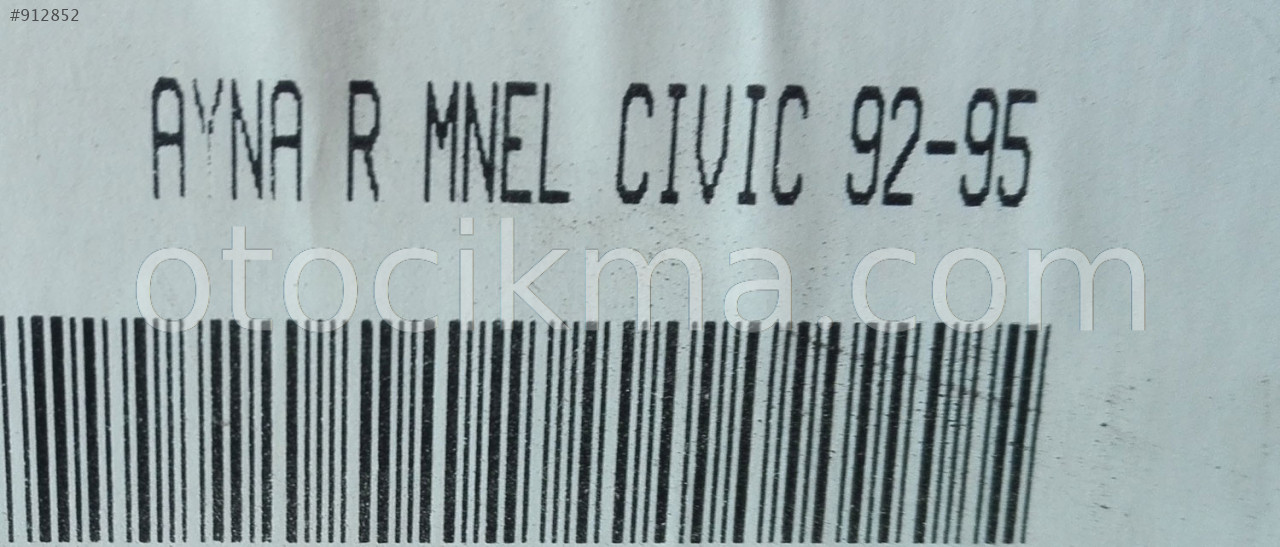 #912852
AYNA R MNEL CIVIC 92-95
otocikma.com